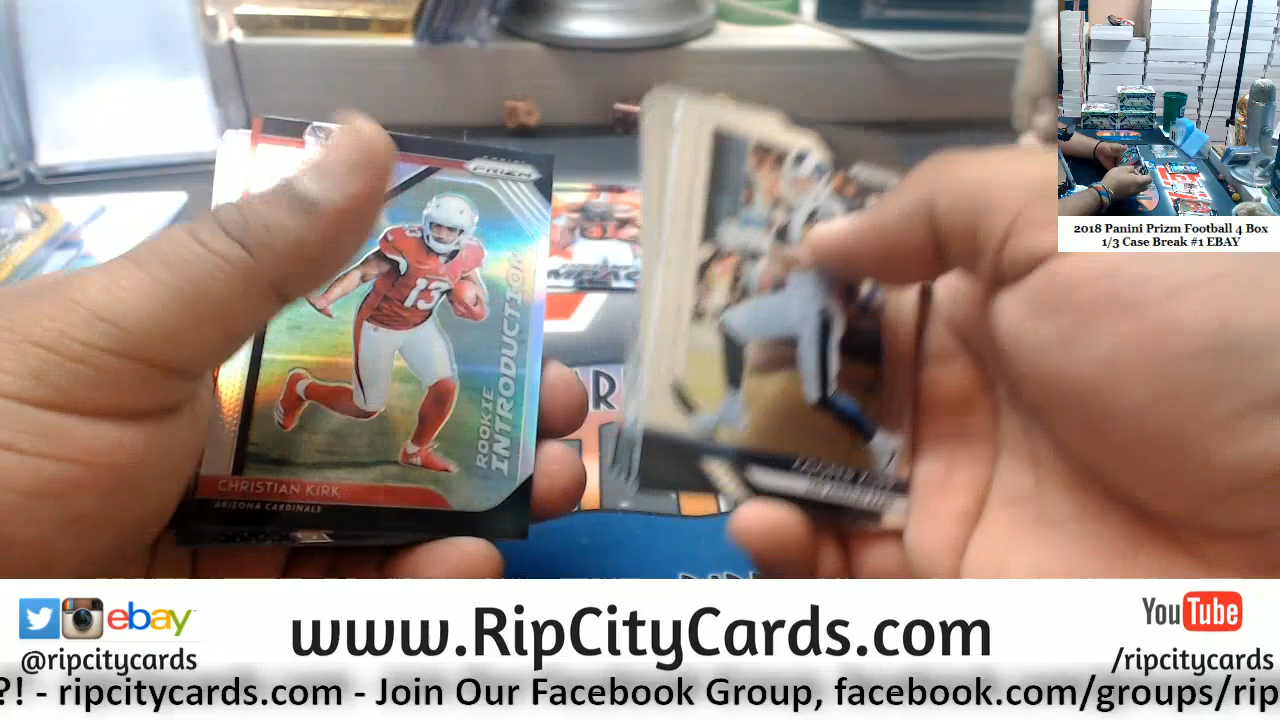 PRIZM
ROOKIE
INTRODUCTION
13
CHRISTIAN KIRK
ARIZONA CARDINALS
2018 Panini Prizm Football 4 Box
1/3 Case Break #1 EBAY
ebay
@ripcitycards
www.RipCityCards.com
YouTube
/ripcitycards
?! - ripcitycards.com - Join Our Facebook Group, facebook.com/groups/rip